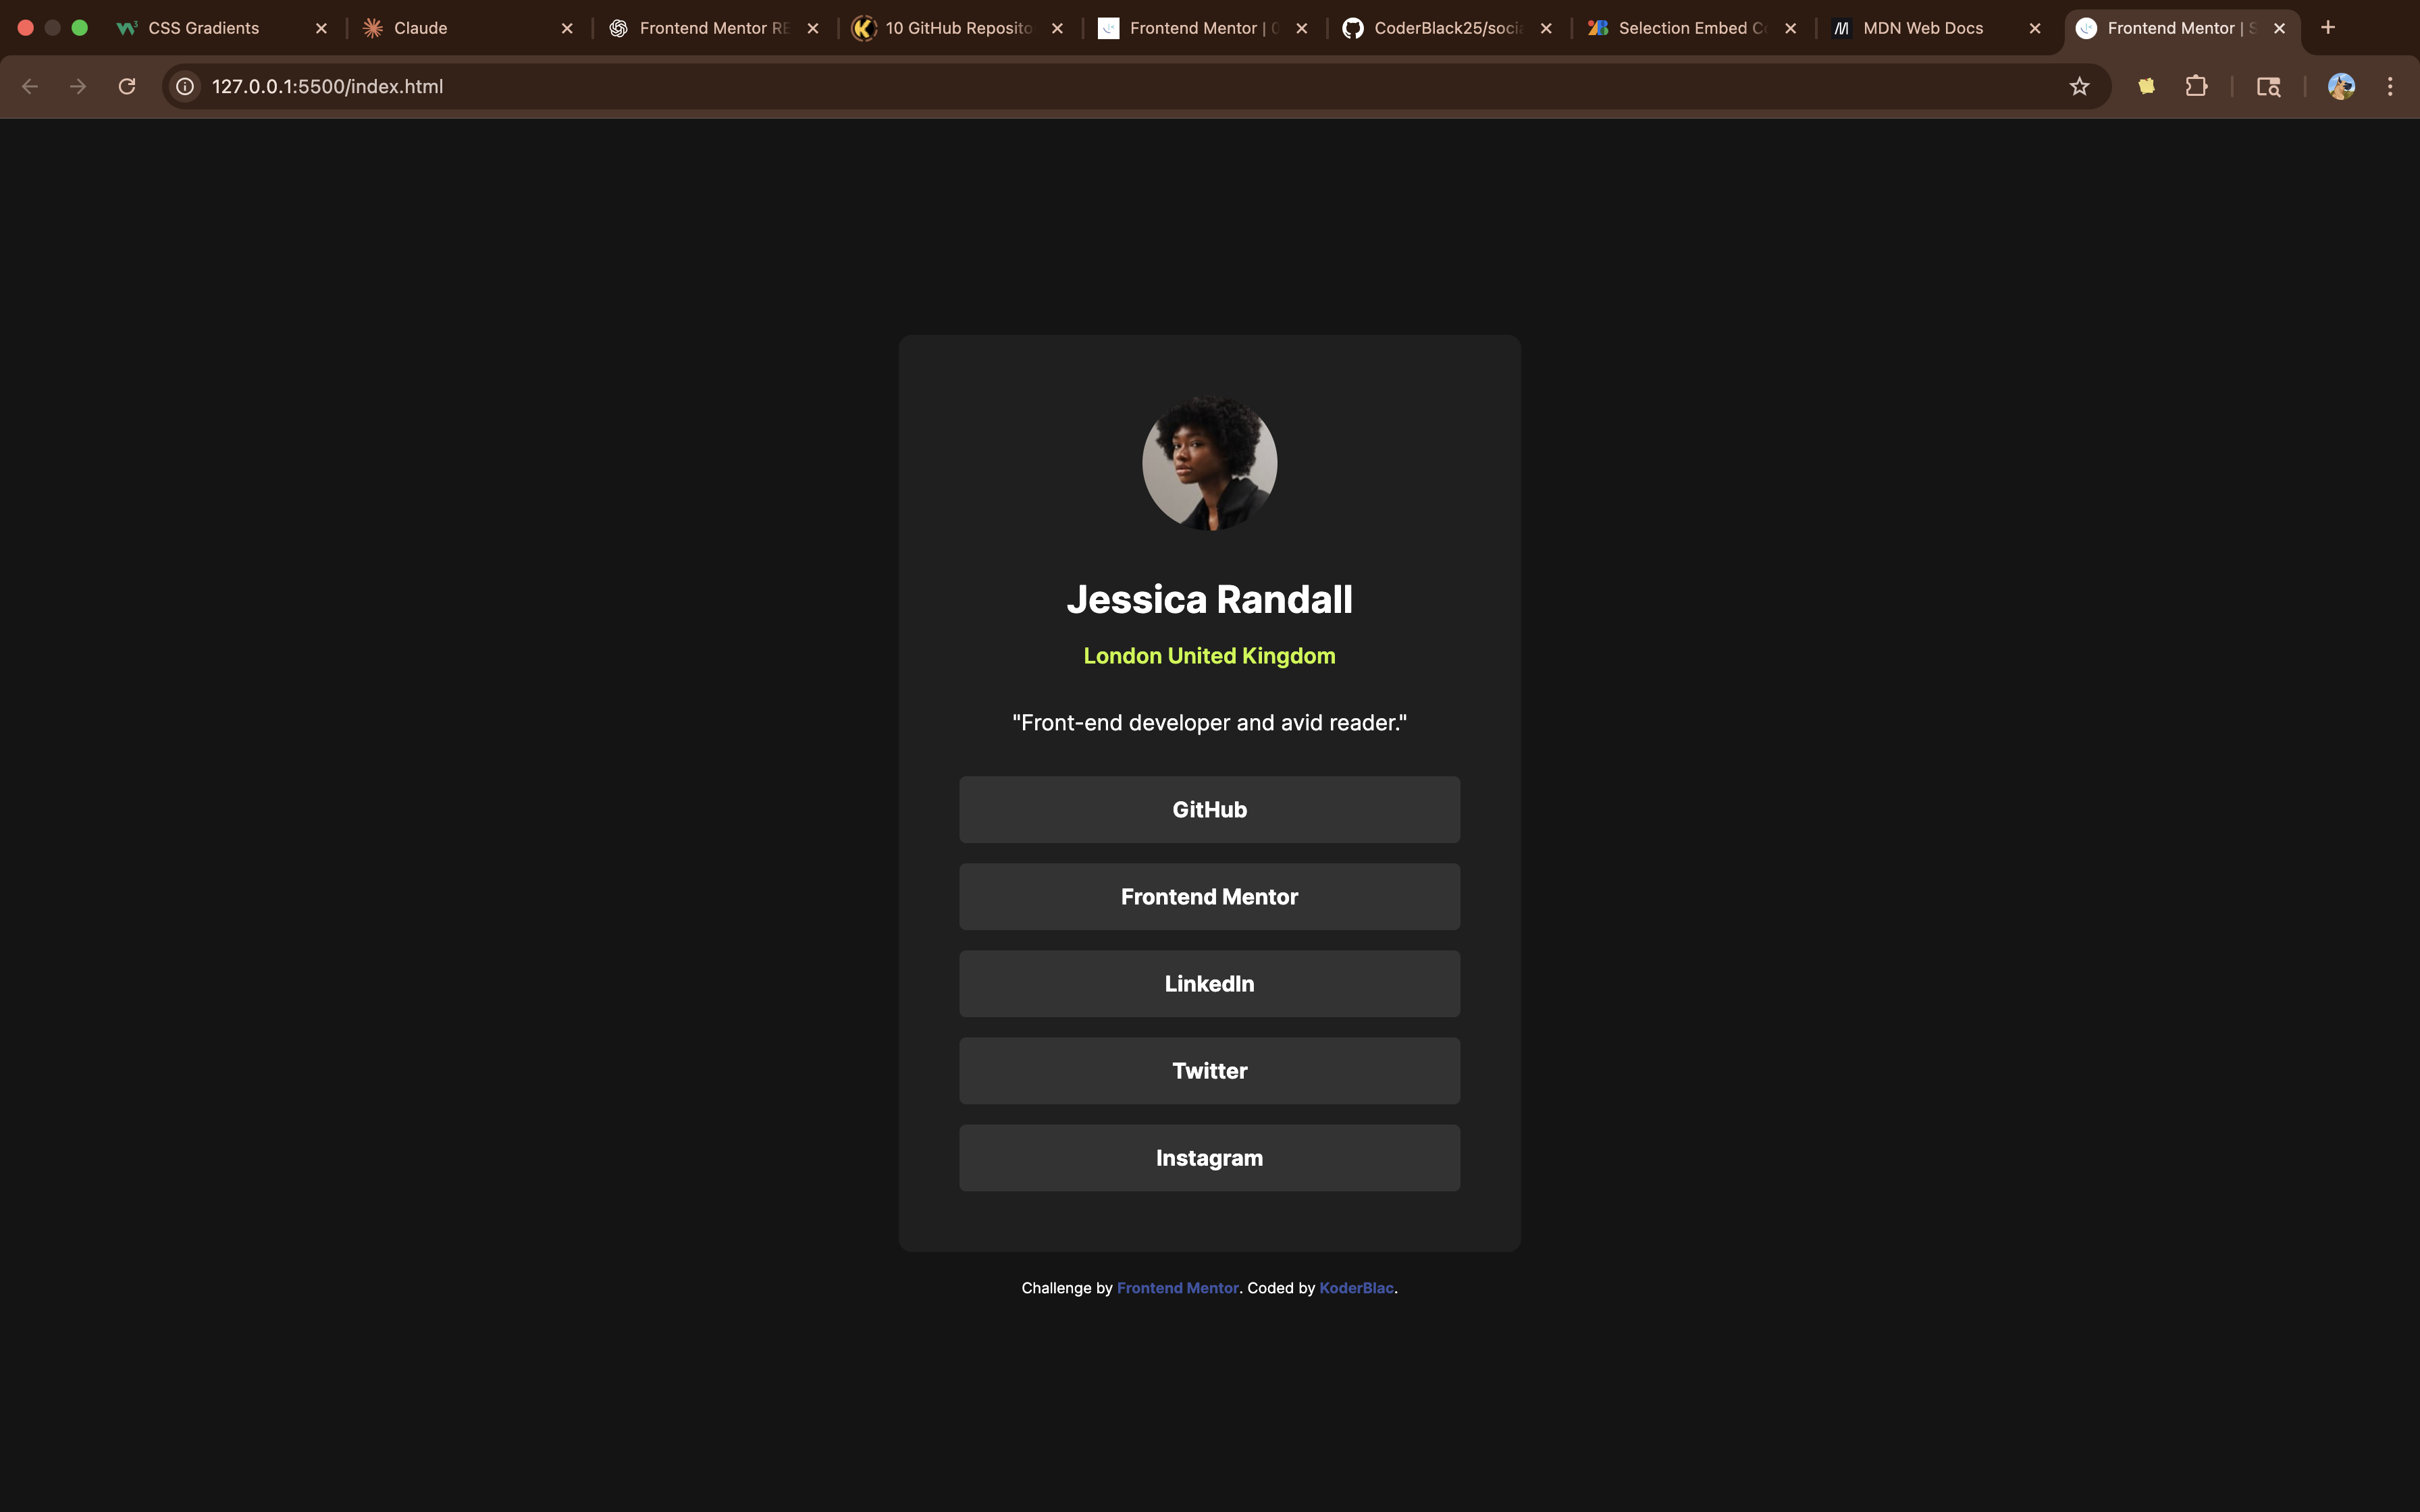 CSS Gradients
Claude
Frontend Mentor RE
10 GitHub Reposito
Frontend Mentor |
CoderBlack25/socia
Selection Embed Co
MDN Web Docs
Frontend Mentor | S
127.0.0.1:5500/index.html
Jessica Randall
London United Kingdom
"Front-end developer and avid reader."
GitHub
Frontend Mentor
LinkedIn
Twitter
Instagram
Challenge by Frontend Mentor. Coded by KoderBlac.